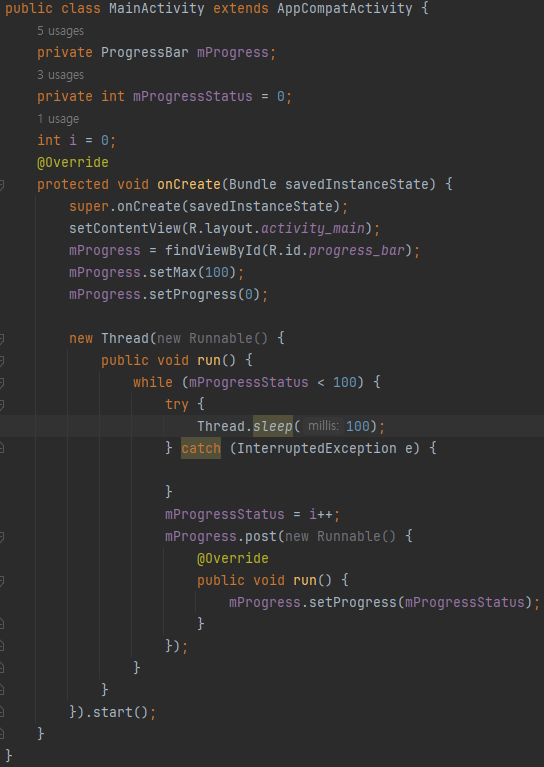 public class MainActivity extends AppCompatActivity {
5 usages
private ProgressBar mProgress;
3 usages
private int mProgressStatus = 0;
1 usage
int i = 0;
@Override
protected void onCreate(Bundle savedInstanceState) {
super.onCreate(savedInstanceState);
setContentView(R.layout.activity_main);
mProgress = findViewById(R.id.progress_bar);
mProgress.setMax(100);
mProgress.setProgress(0);
new Thread(new Runnable() {
public void run() {
while (mProgressStatus < 100) {
try {
Thread.sleep( millis: 100);
} catch (InterruptedException e) {
}
mProgressStatus = i++;
mProgress.post(new Runnable() {
@Override
public void run() {
mProgress.setProgress(mProgressStatus);
}
});
}
}
}).start();
}
}